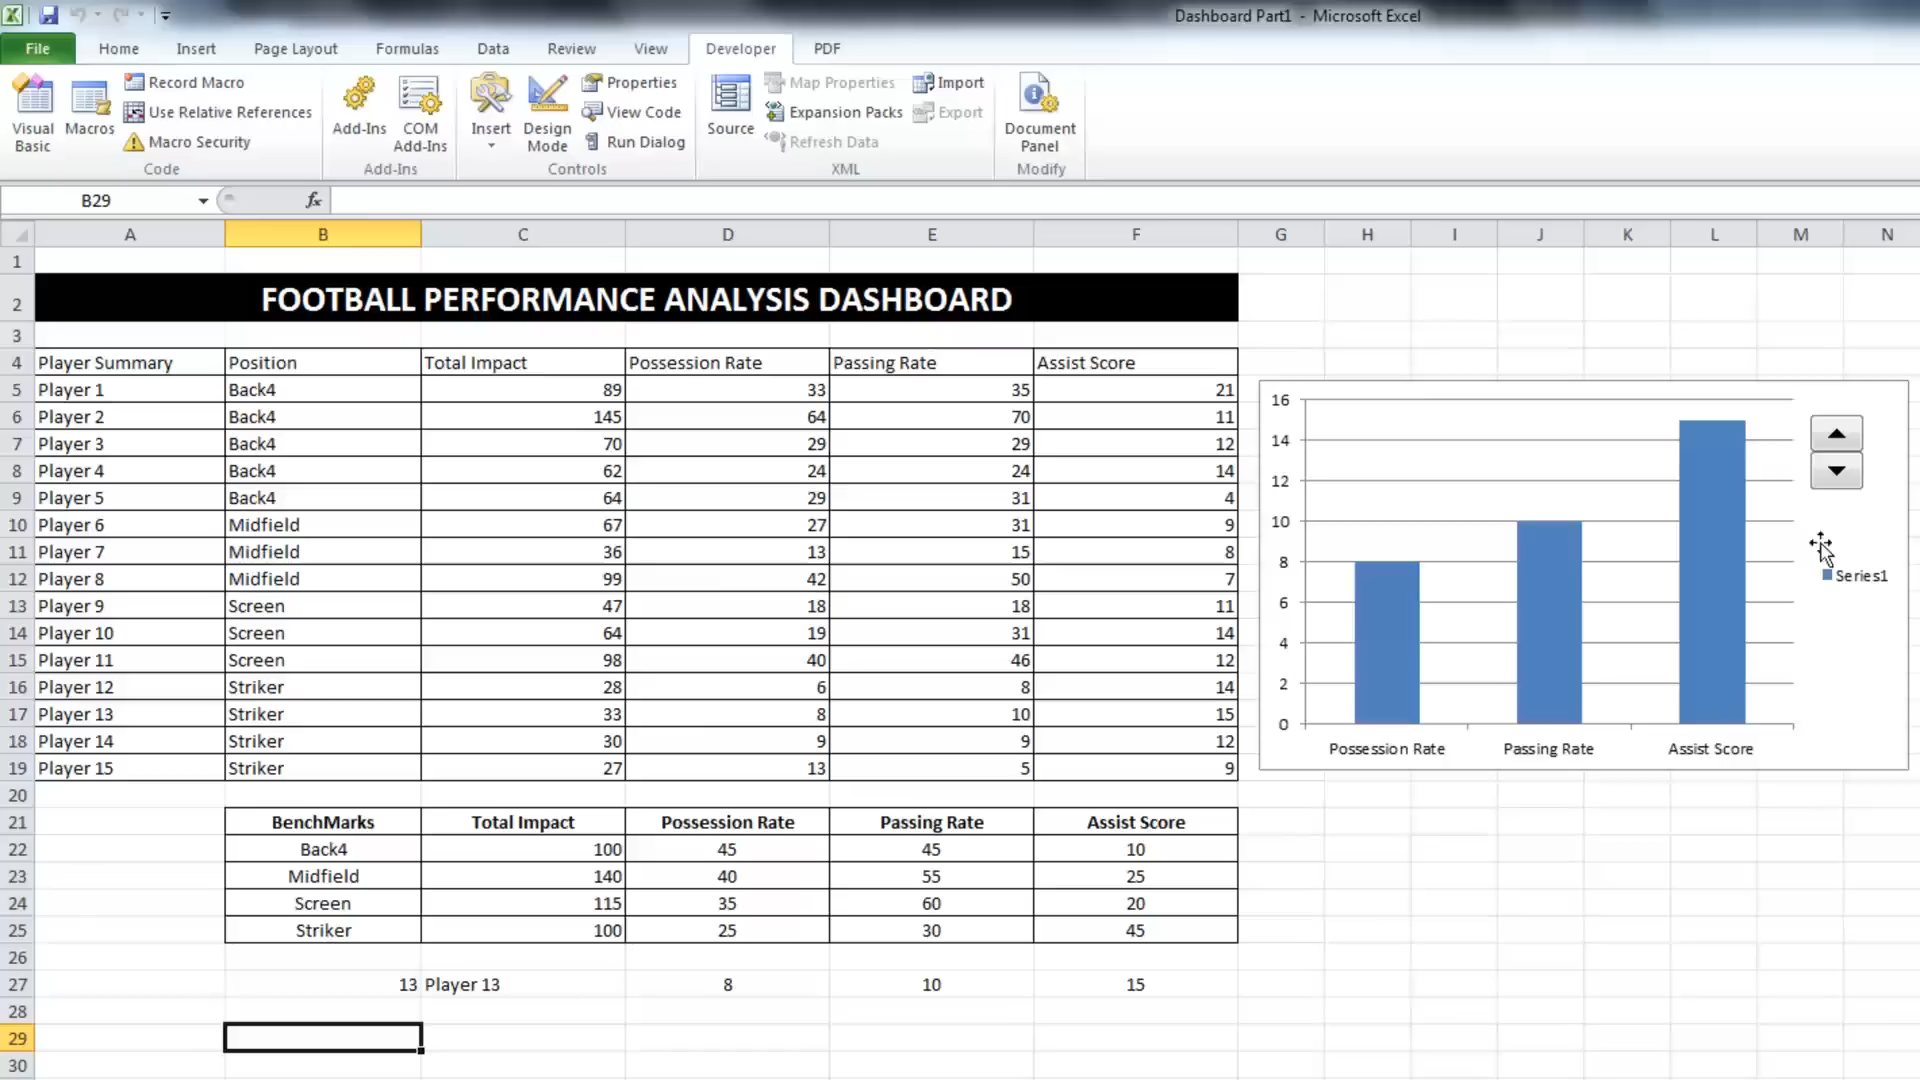 Dashboard Part1 - Microsoft Excel
File Home Insert Page Layout Formulas Data Review View Developer PDF
Visual Basic
Macros
Record Macro
Use Relative References
Macro Security
Code
Add-Ins
COM Add-Ins
Add-Ins
Insert
Design Mode
Properties
View Code
Run Dialog
Controls
Source
Map Properties
Expansion Packs
Refresh Data
Import
Export
XML
Document Panel
Modify
B29 fx
A B C D E F G H I J K L M N
1
2 FOOTBALL PERFORMANCE ANALYSIS DASHBOARD
3
4 Player Summary Position Total Impact Possession Rate Passing Rate Assist Score
5 Player 1 Back4 89 33 35 21
6 Player 2 Back4 145 64 70 11
7 Player 3 Back4 70 29 29 12
8 Player 4 Back4 62 24 24 14
9 Player 5 Back4 64 29 31 4
10 Player 6 Midfield 67 27 31 9
11 Player 7 Midfield 36 13 15 8
12 Player 8 Midfield 99 42 50 7
13 Player 9 Screen 47 18 18 11
14 Player 10 Screen 64 19 31 14
15 Player 11 Screen 98 40 46 12
16 Player 12 Striker 28 6 8 14
17 Player 13 Striker 33 8 10 15
18 Player 14 Striker 30 9 9 12
19 Player 15 Striker 27 13 5 9
20
21 BenchMarks Total Impact Possession Rate Passing Rate Assist Score
22 Back4 100 45 45 10
23 Midfield 140 40 55 25
24 Screen 115 35 60 20
25 Striker 100 25 30 45
26
27 13 Player 13 8 10 15
28
29
30
16
14
12
10
8
6
4
2
0
Possession Rate Passing Rate Assist Score
Series1